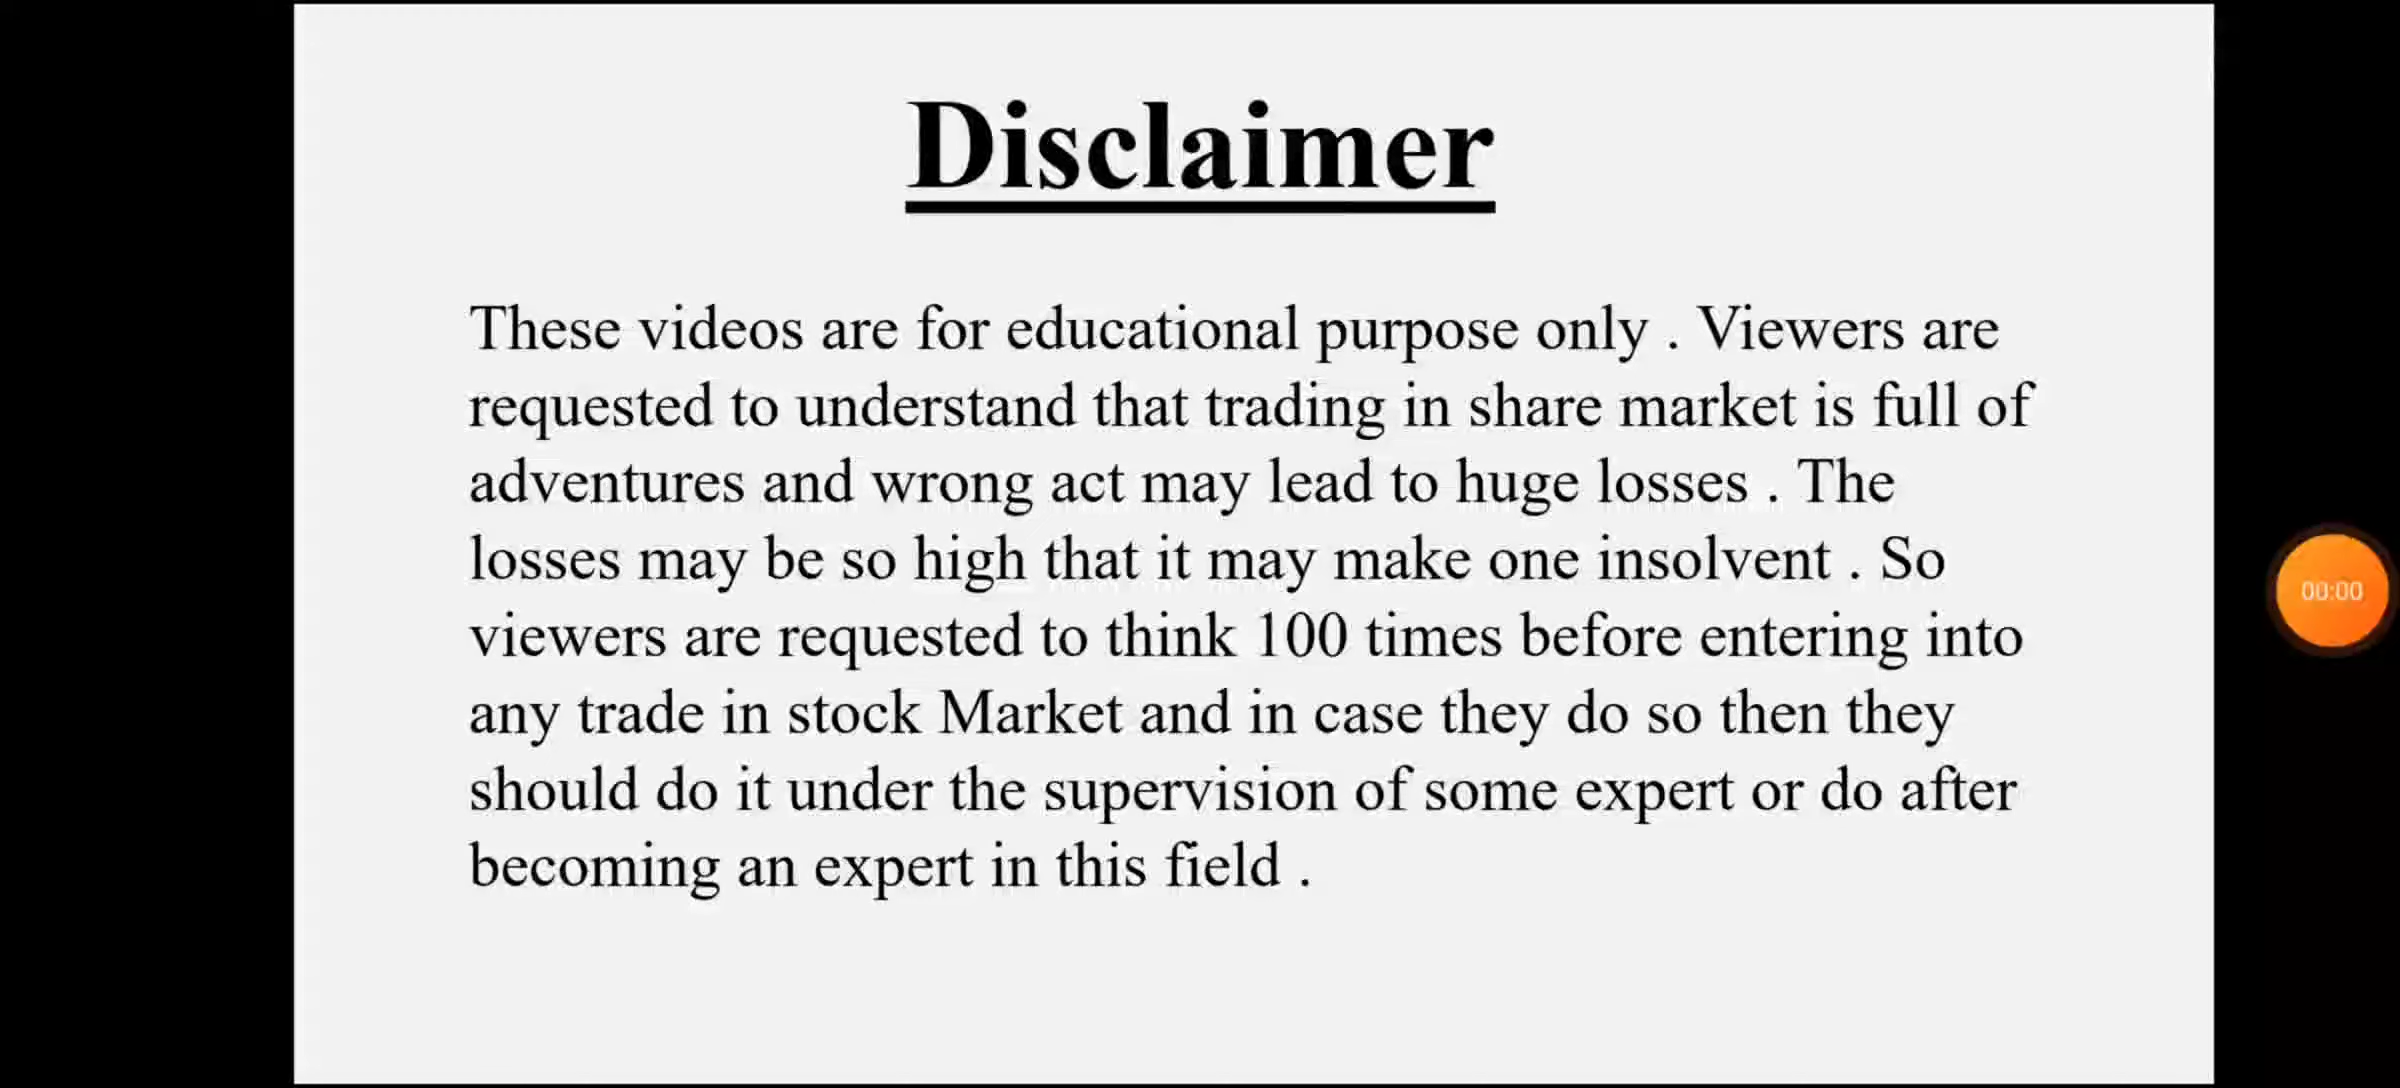 Disclaimer
These videos are for educational purpose only . Viewers are
requested to understand that trading in share market is full of
adventures and wrong act may lead to huge losses . The
losses may be so high that it may make one insolvent . So
viewers are requested to think 100 times before entering into
any trade in stock Market and in case they do so then they
should do it under the supervision of some expert or do after
becoming an expert in this field .
00:00